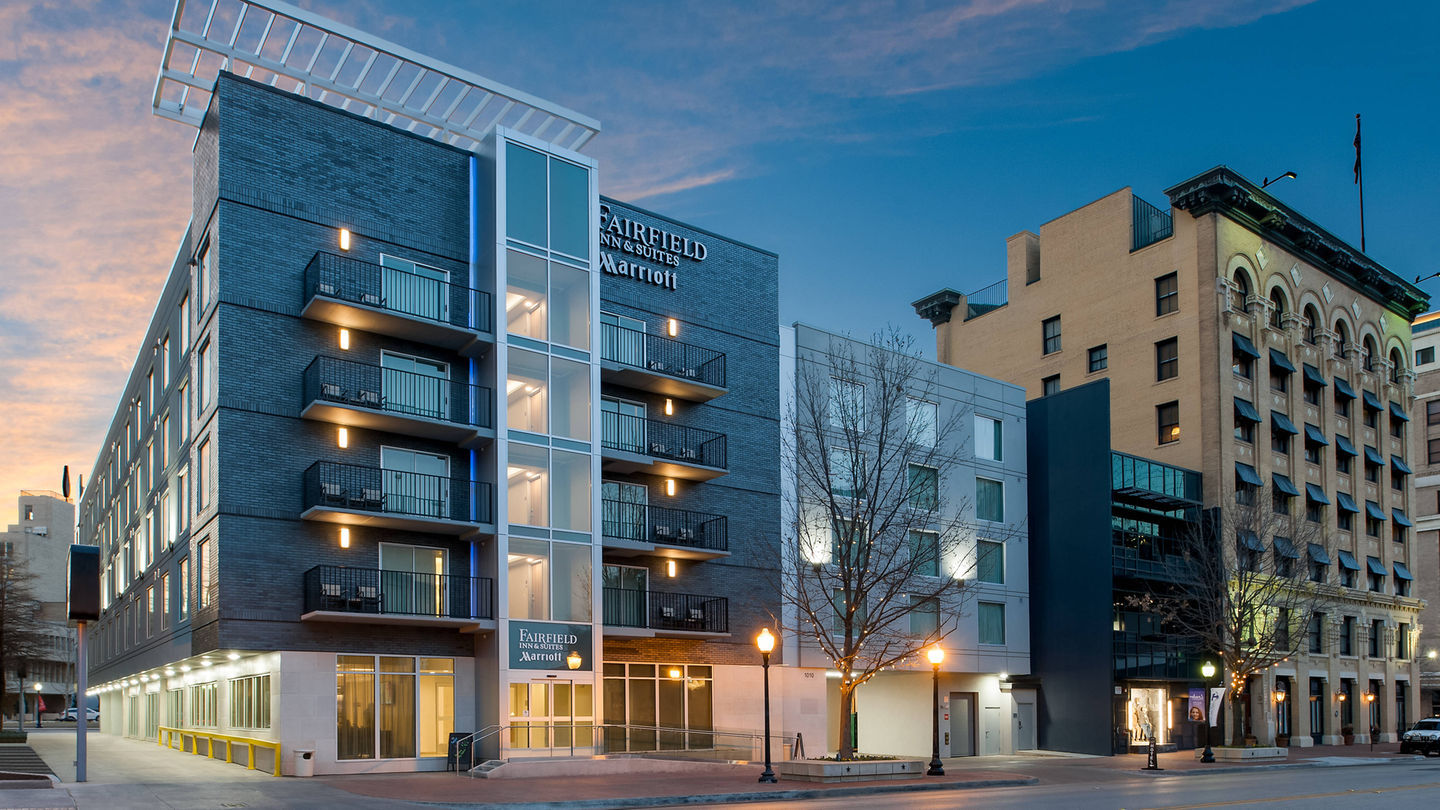 FAIRFIELD
INN & SUITES
Marriott
FAIRFIELD
INN & SUITES
Marriott
1010